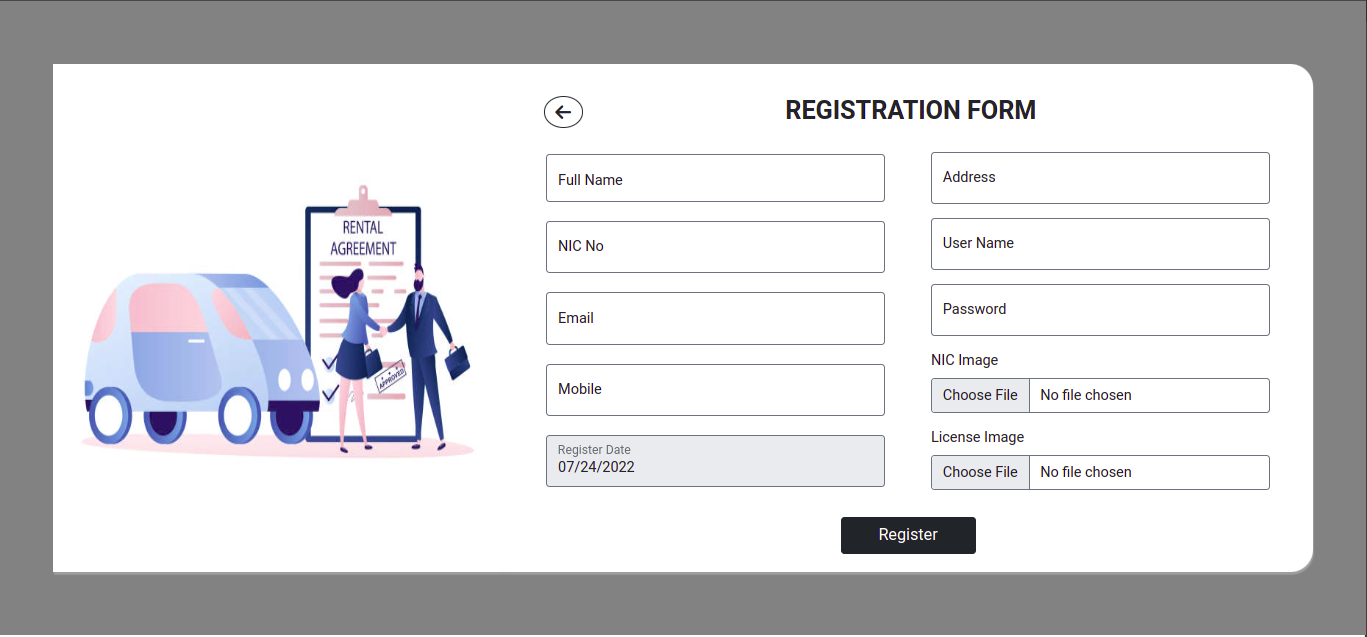 REGISTRATION FORM
RENTAL
AGREEMENT
APPROVED
Full Name
NIC No
Email
Mobile
Register Date
07/24/2022
Address
User Name
Password
NIC Image
Choose File No file chosen
License Image
Choose File No file chosen
Register